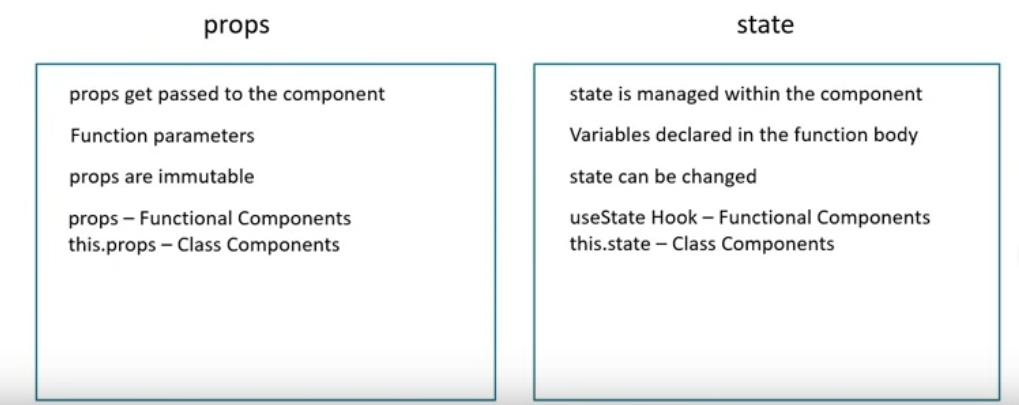 props
props get passed to the component
Function parameters
props are immutable
props – Functional Components
this.props – Class Components
state
state is managed within the component
Variables declared in the function body
state can be changed
useState Hook – Functional Components
this.state – Class Components